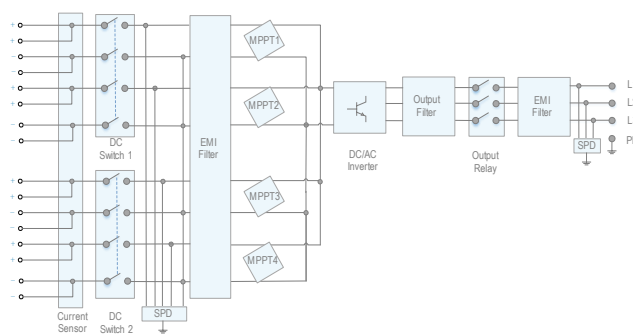 +
+
−
−
+
+
−
−
+
+
−
−
+
+
−
−
Current
Sensor
DC
Switch 1
DC
Switch 2
SPD
EMI
Filter
MPPT1
MPPT2
MPPT3
MPPT4
DC/AC
Inverter
Output
Filter
Output
Relay
EMI
Filter
SPD
L
L
L